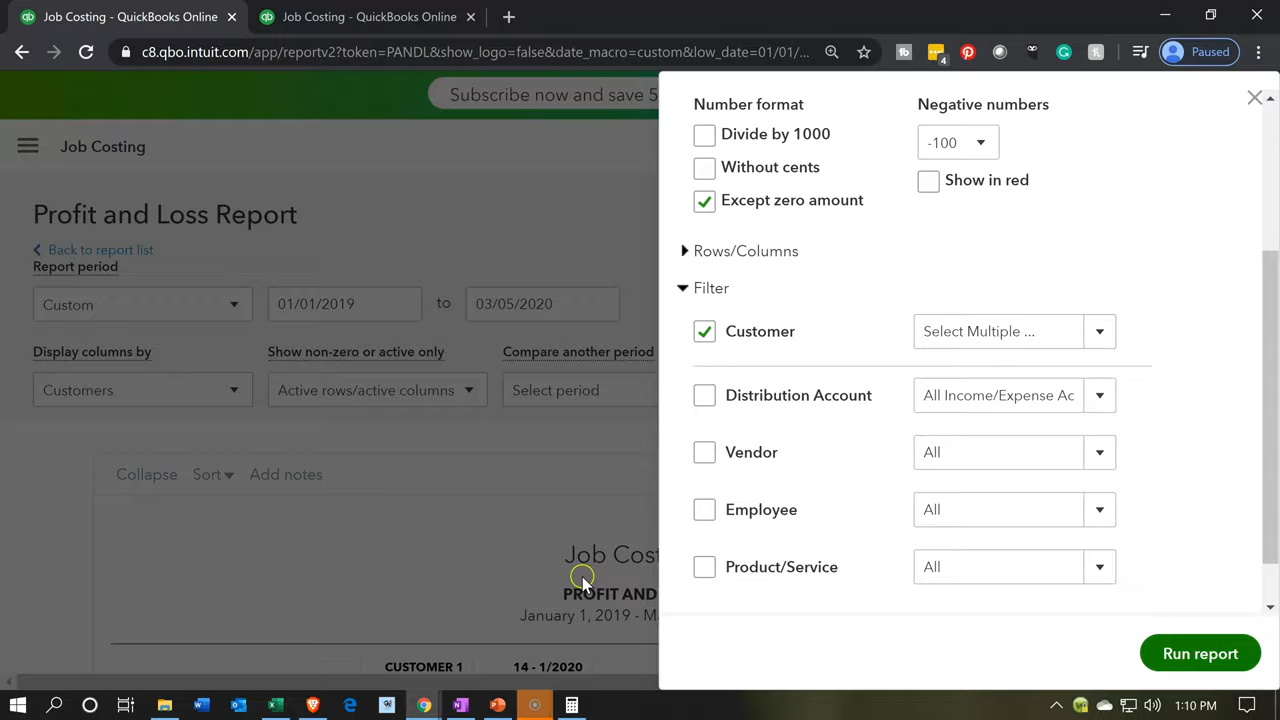 Job Costing - QuickBooks Online
Job Costing - QuickBooks Online
c8.qbo.intuit.com/app/reportv2?token=PANDL&show_logo=false&date_macro=custom&low_date=01/01/...
4
Paused
Subscribe now and save 5
Job Costing
Profit and Loss Report
Back to report list
Report period
Custom
01/01/2019
to
03/05/2020
Display columns by
Show non-zero or active only
Compare another period
Customers
Active rows/active columns
Select period
Collapse
Sort
Add notes
Job Cost
PROFIT AND
January 1, 2019 - M
CUSTOMER 1
14 - 1/2020
Number format
Negative numbers
Divide by 1000
-100
Without cents
Show in red
Except zero amount
Rows/Columns
Filter
Customer
Select Multiple ...
Distribution Account
All Income/Expense Ac
Vendor
All
Employee
All
Product/Service
All
Run report
1:10 PM